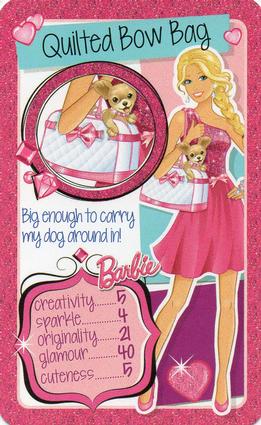 Quilted Bow Bag
Big enough to carry
my dog around in!
Barbie
creativity......5
sparkle..........4
originality......21
glamour.........40
cuteness........5